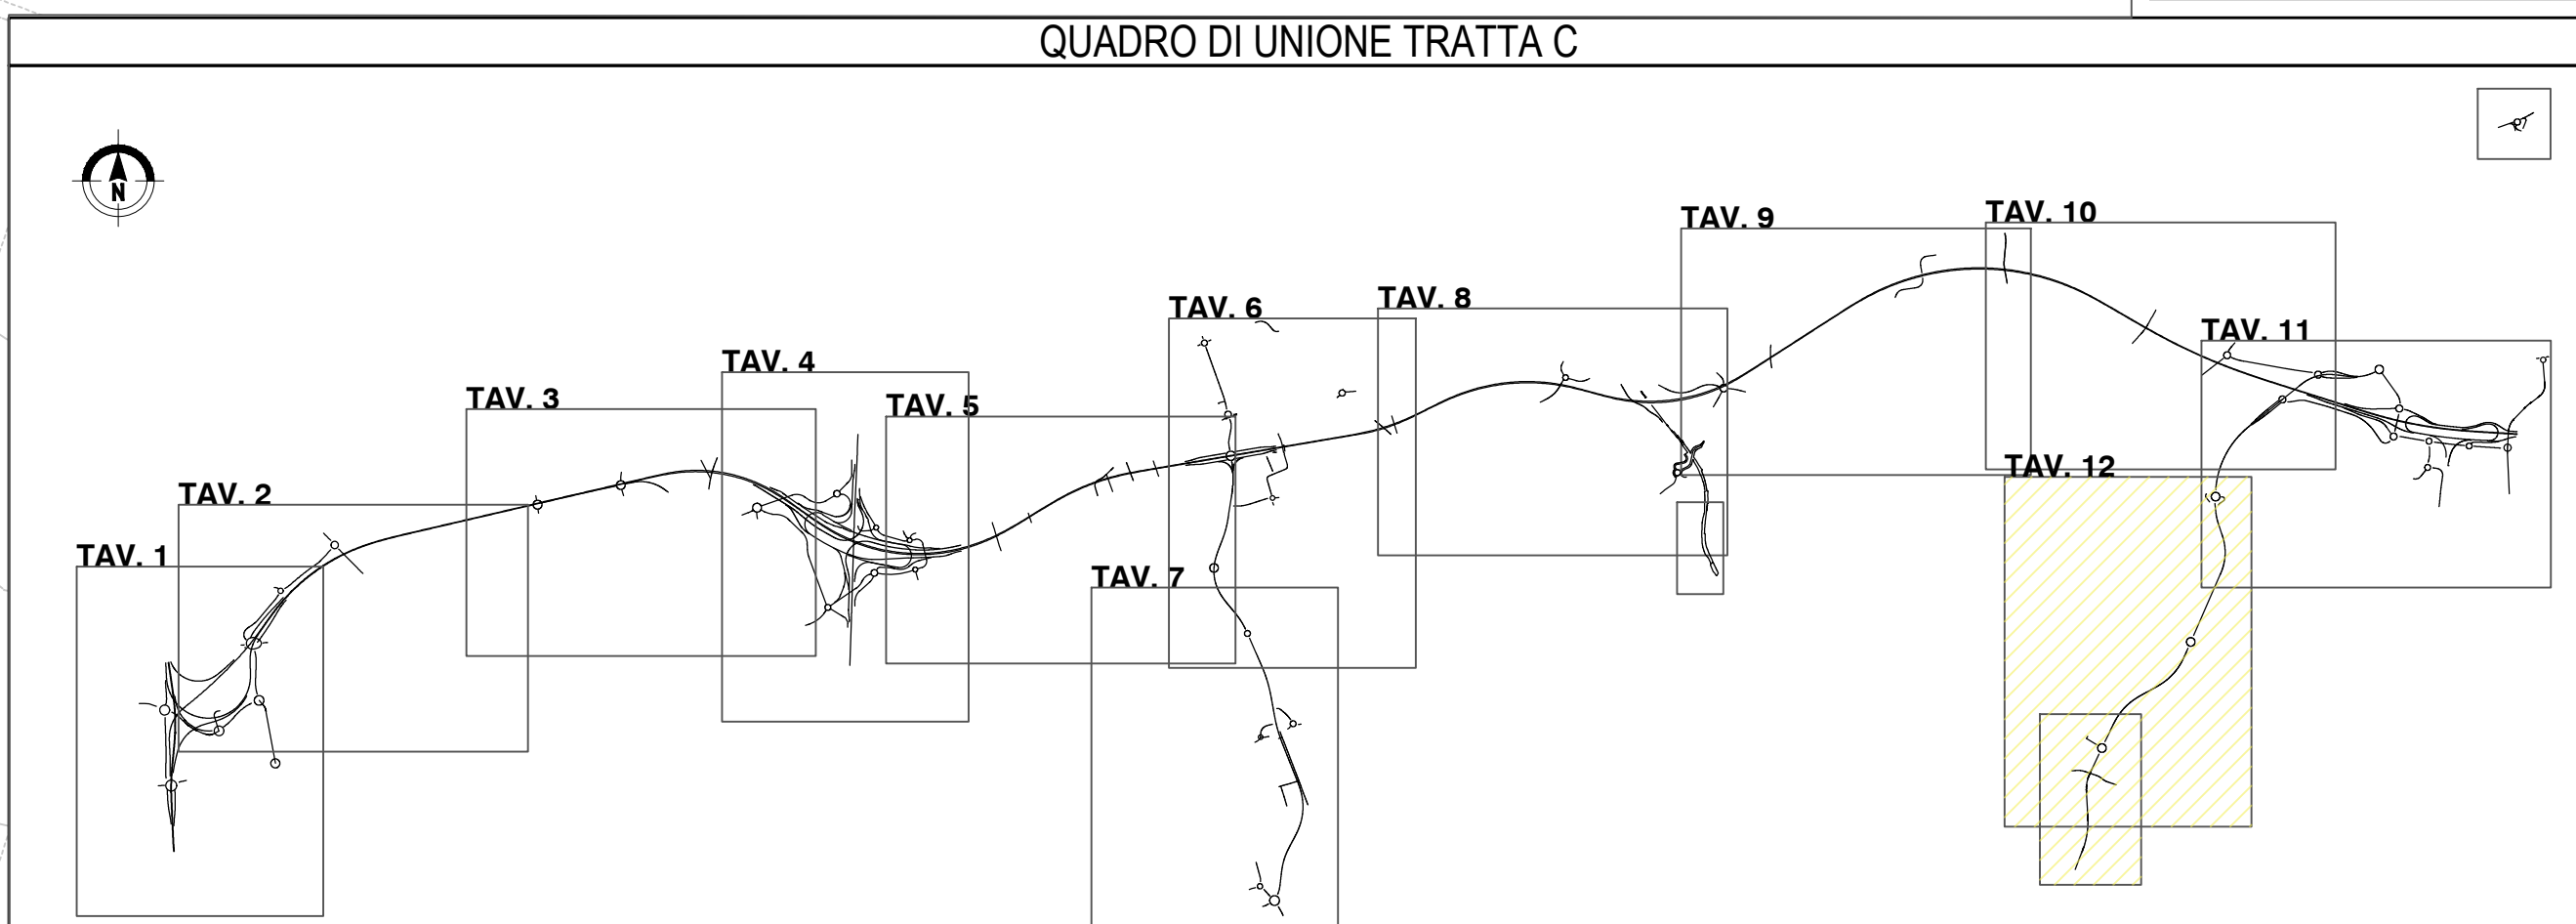 QUADRO DI UNIONE TRATTA C
N
TAV. 10
TAV. 9
TAV. 8
TAV. 6
TAV. 11
TAV. 4
TAV. 3
TAV. 5
TAV. 12
TAV. 2
TAV. 1
TAV. 7